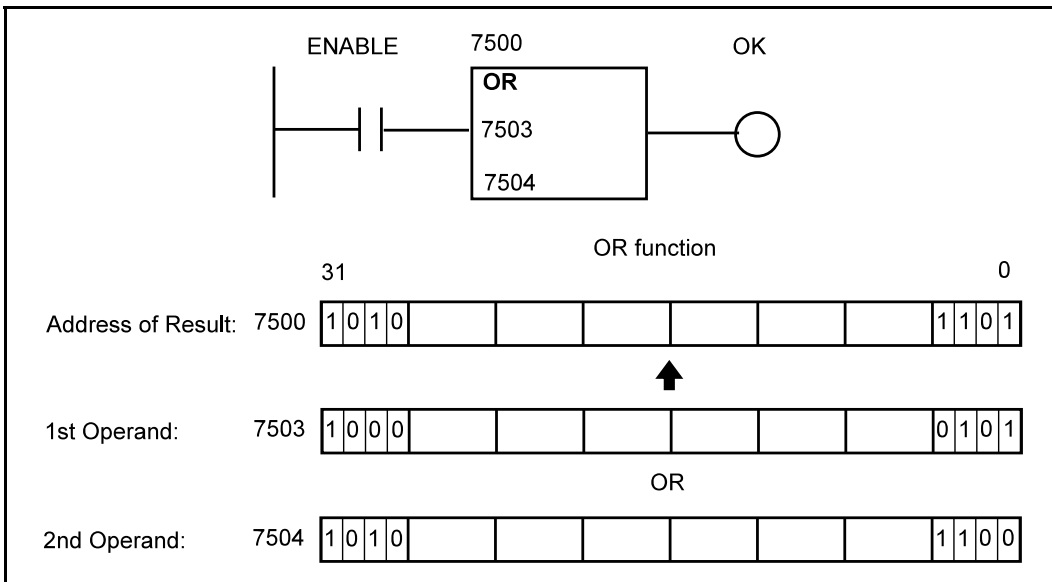 ENABLE 7500 OK
OR
7503
7504
OR function
31 0
Address of Result: 7500 1 0 1 0 1 1 0 1
1st Operand: 7503 1 0 0 0 0 1 0 1
OR
2nd Operand: 7504 1 0 1 0 1 1 0 0